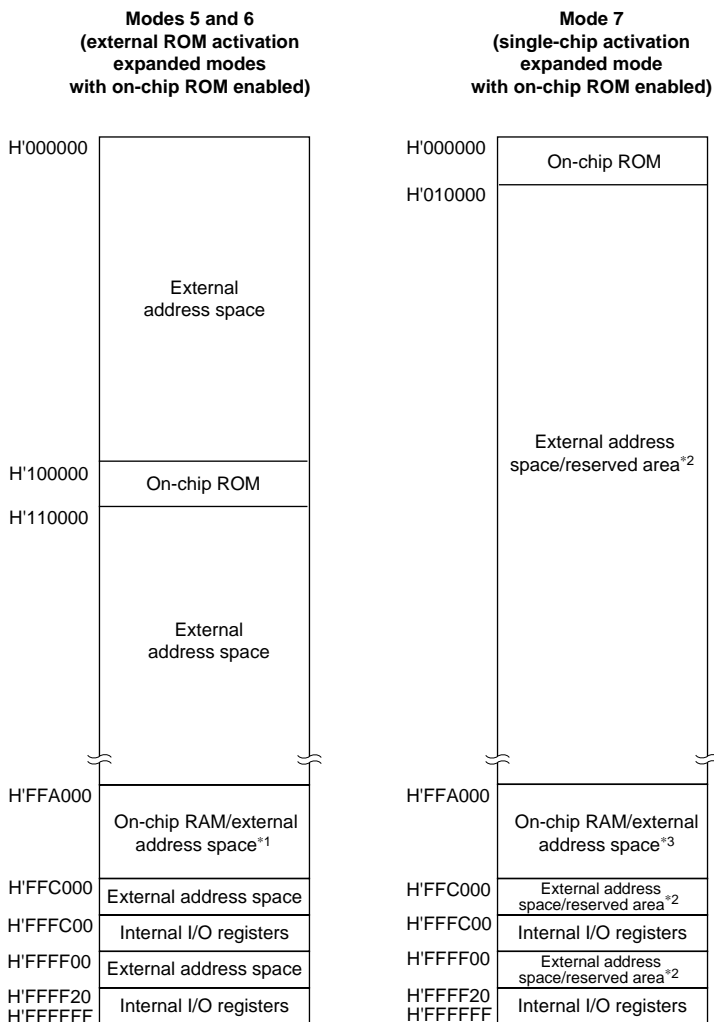 Modes 5 and 6
(external ROM activation
expanded modes
with on-chip ROM enabled)
H'000000
External
address space
H'100000
On-chip ROM
H'110000
External
address space
H'FFA000
On-chip RAM/external
address space*1
H'FFC000
External address space
H'FFFC00
Internal I/O registers
H'FFFF00
External address space
H'FFFF20
Internal I/O registers
H'FFFFFF
Mode 7
(single-chip activation
expanded mode
with on-chip ROM enabled)
H'000000
On-chip ROM
H'010000
External address
space/reserved area*2
H'FFA000
On-chip RAM/external
address space*3
H'FFC000
External address
space/reserved area*2
H'FFFC00
Internal I/O registers
H'FFFF00
External address
space/reserved area*2
H'FFFF20
Internal I/O registers
H'FFFFFF